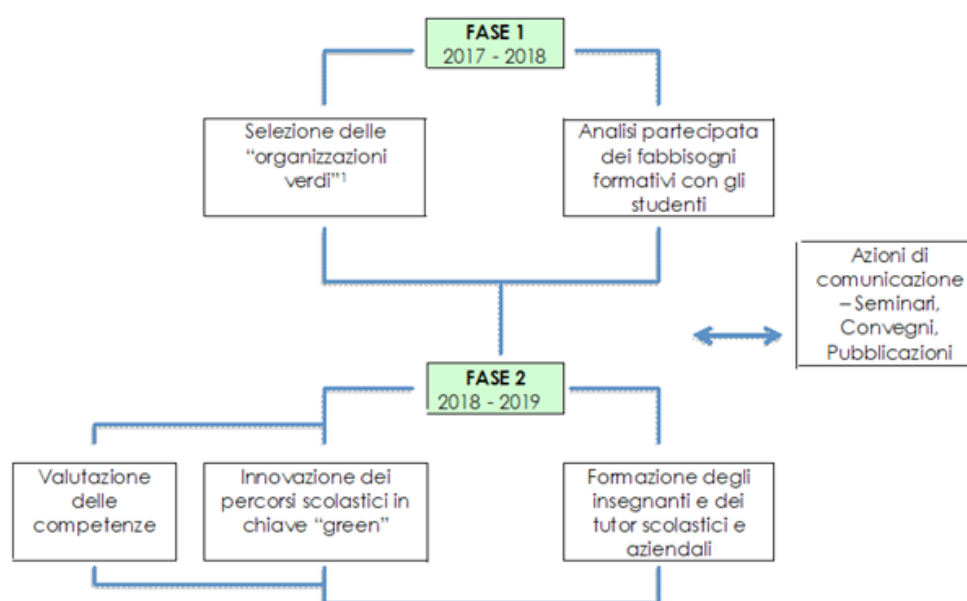 FASE 1
2017 - 2018
Selezione delle
“organizzazioni
verdi”¹
Analisi partecipata
dei fabbisogni
formativi con gli
studenti
Azioni di
comunicazione
– Seminari,
Convegni,
Pubblicazioni
FASE 2
2018 - 2019
Valutazione
delle
competenze
Innovazione dei
percorsi scolastici in
chiave “green”
Formazione degli
insegnanti e dei
tutor scolastici e
aziendali